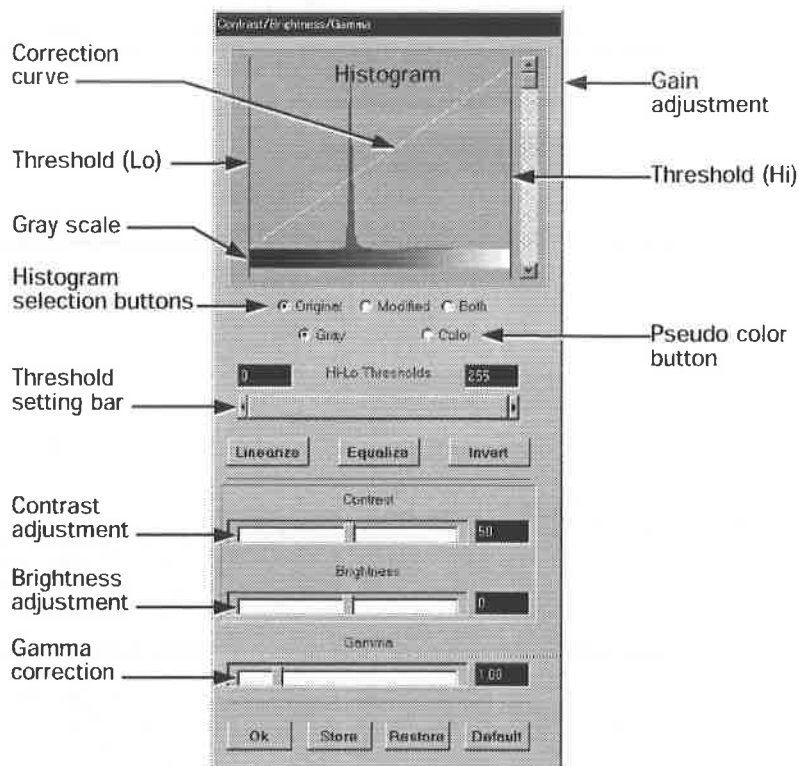 Contrast/Brightness/Gamma
Correction
curve
Histogram
Gain
adjustment
Threshold (Lo)
Threshold (Hi)
Gray scale
Histogram
selection buttons
Original Modified Both
Gray Color
Pseudo color
button
Threshold
setting bar
0 Hi-Lo Thresholds 255
Linearize Equalize Invert
Contrast
adjustment
Contrast
50
Brightness
adjustment
Brightness
0
Gamma
correction
Gamma
1.00
Ok Store Restore Default